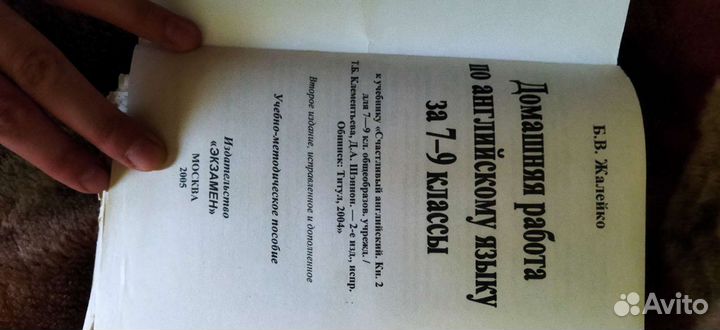 Б.В. Жалейко
Домашняя работа
по английскому языку
за 7–9 классы
к учебнику «Счастливый английский. Кн. 2
для 7—9 кл. общеобразов. учрежд. /
Т.Б. Клементьева, Д.А. Шэннон. — 2-е изд., испр.
Обнинск: Титул, 2004»
Второе издание, исправленное и дополненное
Учебно-методическое пособие
Издательство
«ЭКЗАМЕН»
МОСКВА
2005
Avito